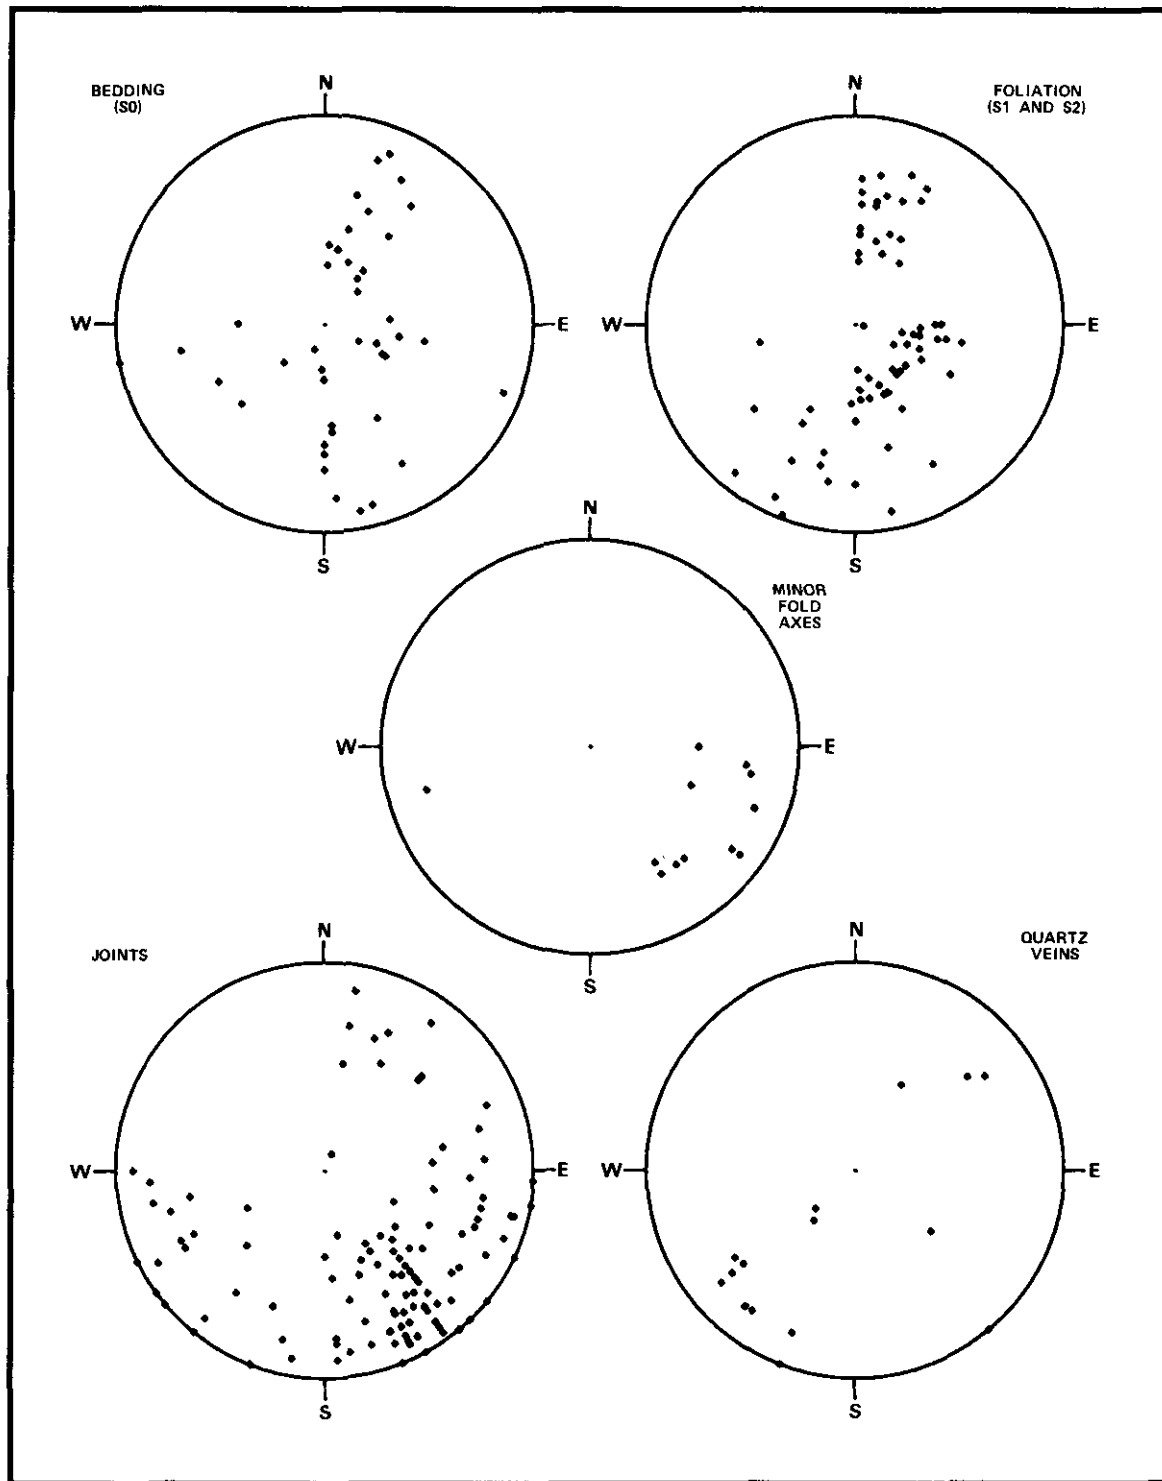 BEDDING
(S0)
N
W
E
S
FOLIATION
(S1 AND S2)
N
W
E
S
MINOR
FOLD
AXES
N
W
E
S
JOINTS
N
W
E
S
QUARTZ
VEINS
N
W
E
S